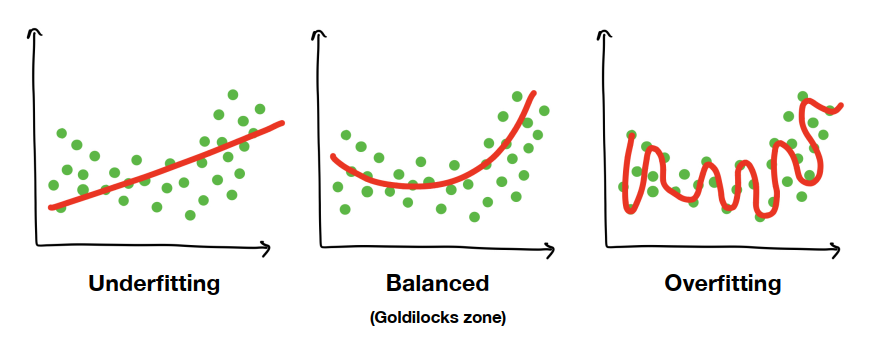 Underfitting
Balanced
(Goldilocks zone)
Overfitting